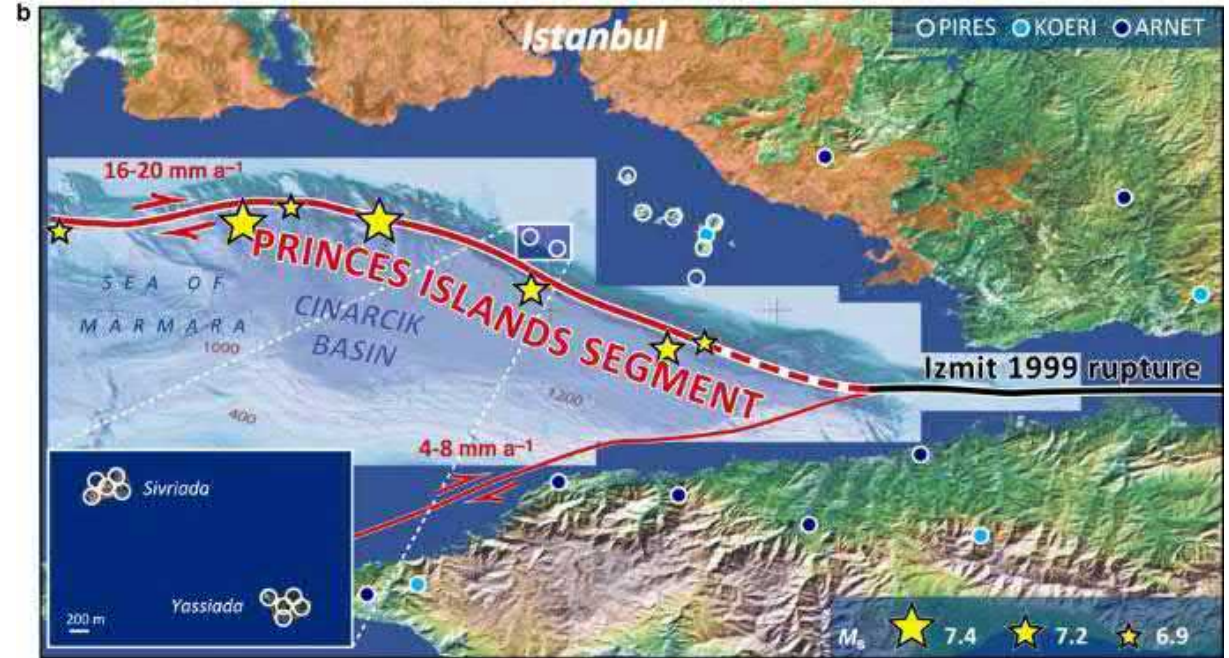 b
Istanbul
PIRES KOERI ARNET
16-20 mm a⁻¹
PRINCES ISLANDS SEGMENT
SEA OF
MARMARA
CINARCIK
BASIN
1000
400
1200
Izmit 1999 rupture
4-8 mm a⁻¹
Sivriada
Yassiada
200 m
Ms 7.4 7.2 6.9